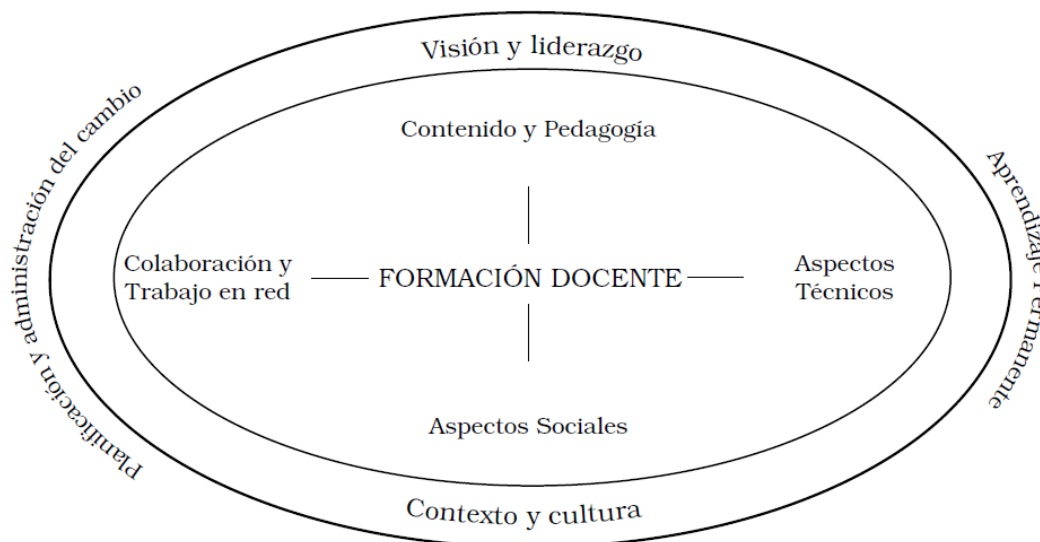 Visión y liderazgo
Planificación y administración del cambio
Aprendizaje Permanente
Contenido y Pedagogía
Colaboración y
Trabajo en red
FORMACIÓN DOCENTE
Aspectos
Técnicos
Aspectos Sociales
Contexto y cultura